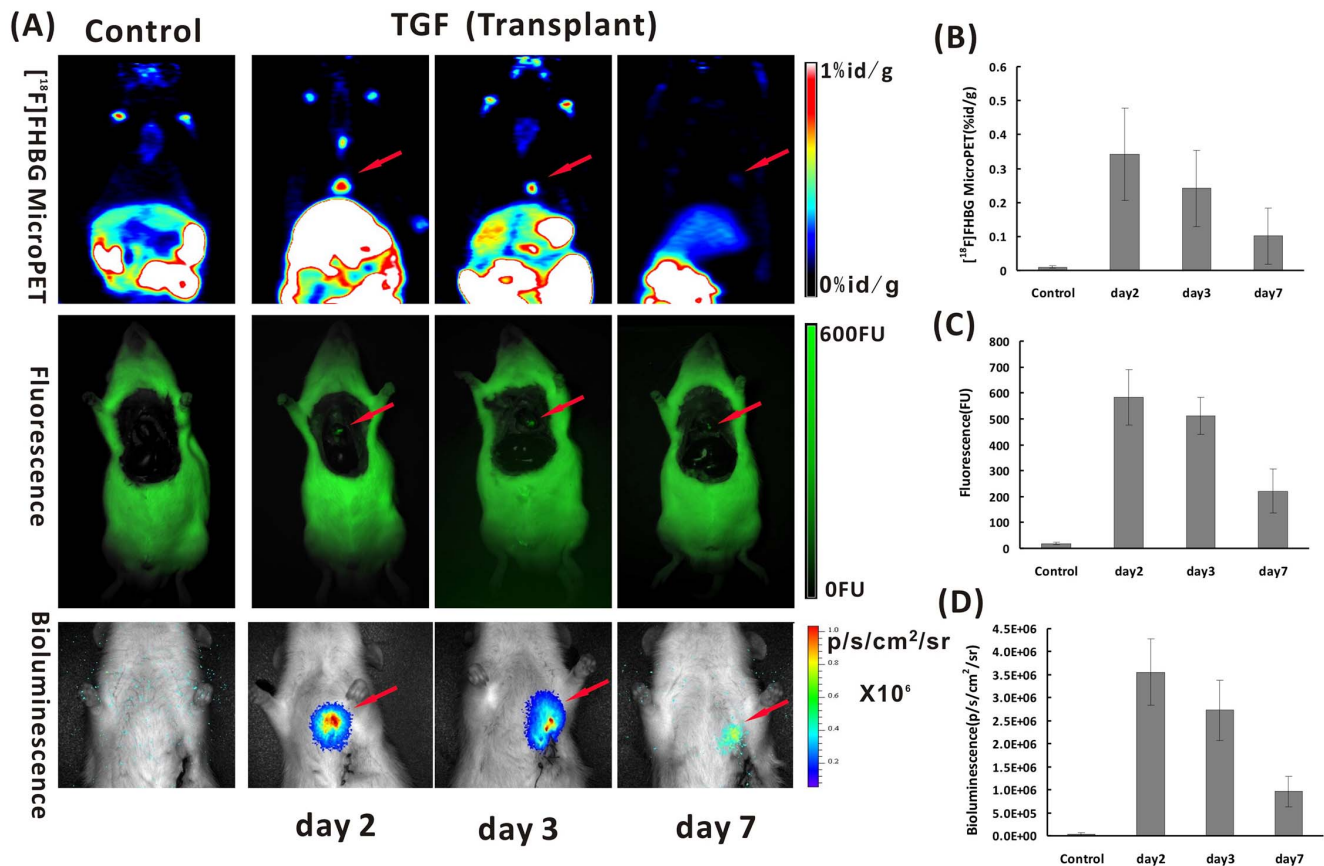 (A)
Control
TGF (Transplant)
[¹⁸F]FHBG MicroPET
1%id/g
0%id/g
Fluorescence
600FU
0FU
Bioluminescence
p/s/cm²/sr
X10⁶
1.0
0.8
0.6
0.4
0.2
day 2
day 3
day 7
(B)
[¹⁸F]FHBG MicroPET(%id/g)
0.6
0.5
0.4
0.3
0.2
0.1
0
Control day2 day3 day7
(C)
Fluorescence(FU)
800
700
600
500
400
300
200
100
0
Control day2 day3 day7
(D)
Bioluminescence(p/s/cm²/sr)
4.5E+06
4.0E+06
3.5E+06
3.0E+06
2.5E+06
2.0E+06
1.5E+06
1.0E+06
5.0E+05
0.0E+00
Control day2 day3 day7